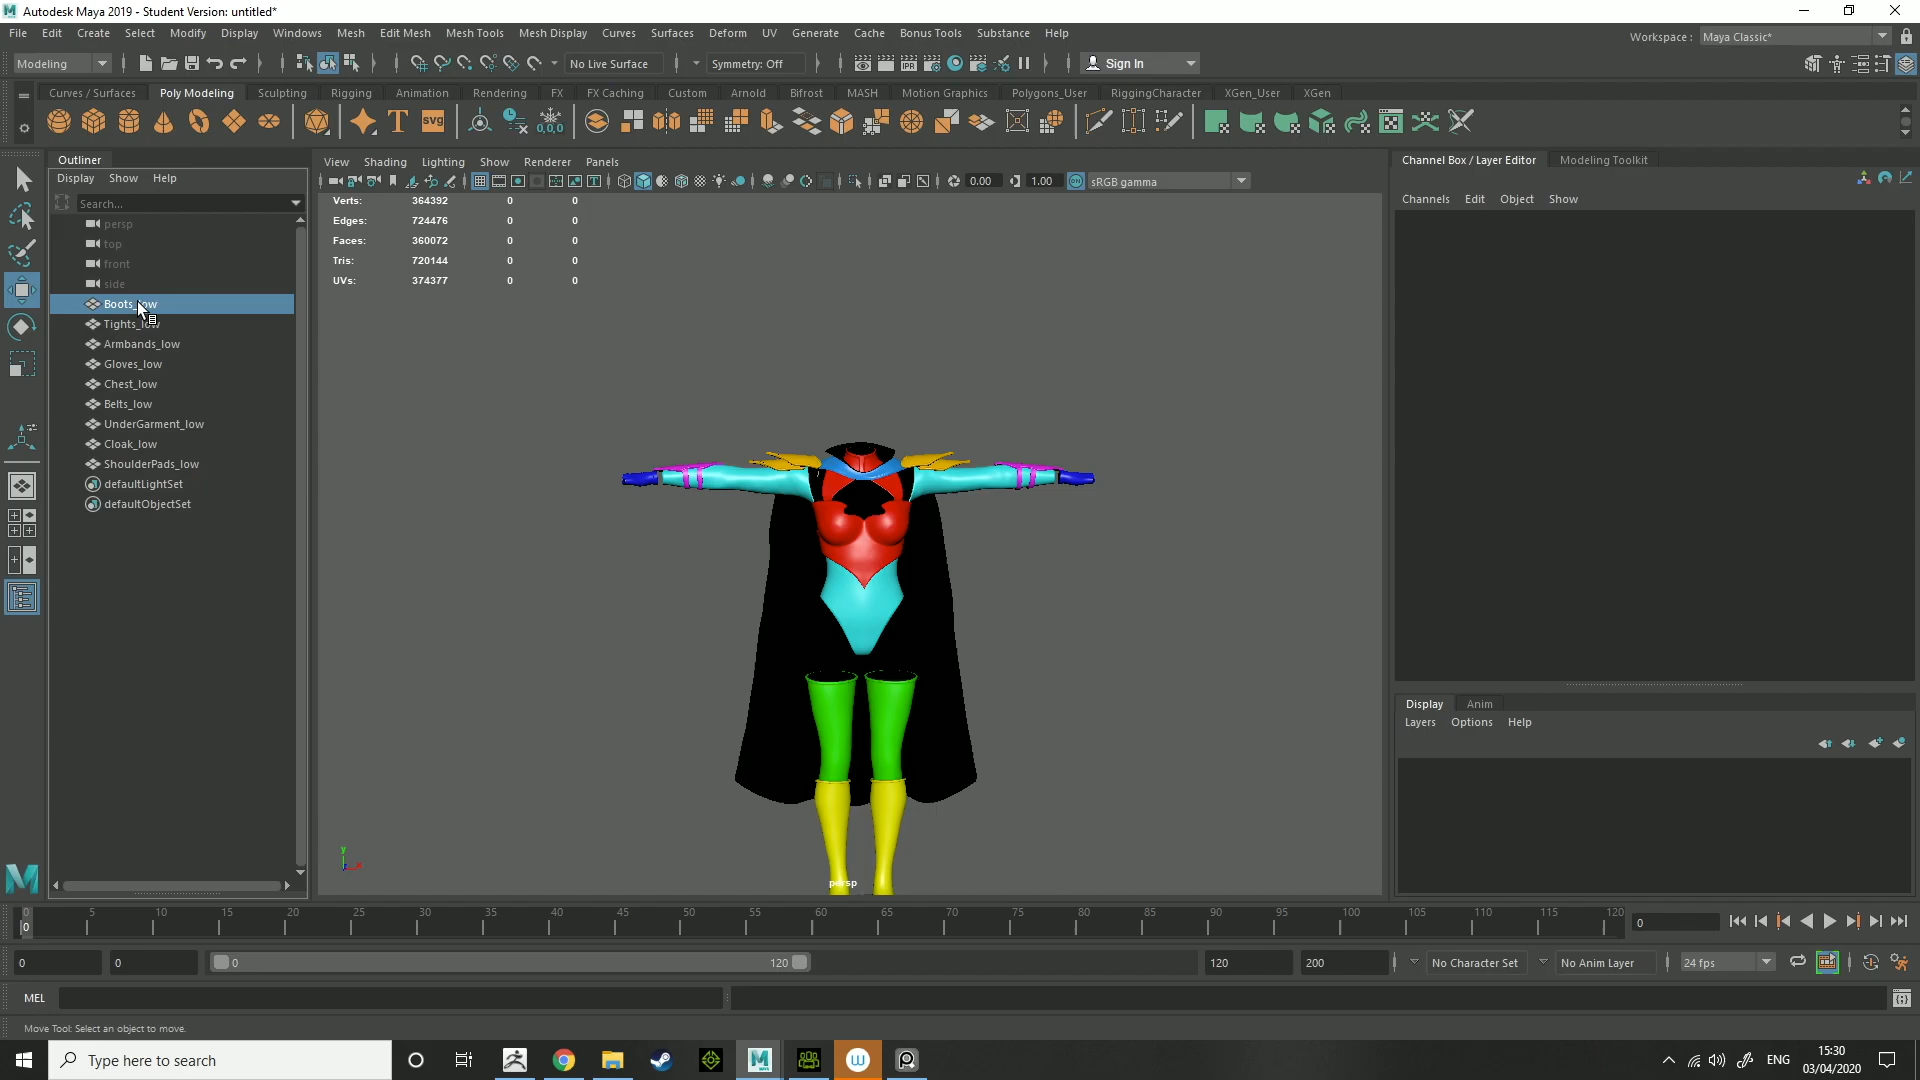 Autodesk Maya 2019 - Student Version: untitled*
File Edit Create Select Modify Display Windows Mesh Edit Mesh Mesh Tools Mesh Display Curves Surfaces Deform UV Generate Cache Bonus Tools Substance Help
Workspace : Maya Classic*
Modeling No Live Surface Symmetry: Off Sign In
Curves / Surfaces Poly Modeling Sculpting Rigging Animation Rendering FX FX Caching Custom Arnold Bifrost MASH Motion Graphics Polygons_User RiggingCharacter XGen_User XGen
Outliner
Display Show Help
Search...
persp
top
front
side
Boots_low
Tights_low
Armbands_low
Gloves_low
Chest_low
Belts_low
UnderGarment_low
Cloak_low
ShoulderPads_low
defaultLightSet
defaultObjectSet
View Shading Lighting Show Renderer Panels
0.00 1.00 sRGB gamma
Verts: 364392 0 0
Edges: 724476 0 0
Faces: 360072 0 0
Tris: 720144 0 0
UVs: 374377 0 0
persp
Channel Box / Layer Editor Modeling Toolkit
Channels Edit Object Show
Display Anim
Layers Options Help
0 5 10 15 20 25 30 35 40 45 50 55 60 65 70 75 80 85 90 95 100 105 110 115 120
0 0
0 0 0 120 120 200 No Character Set No Anim Layer 24 fps
MEL
Move Tool: Select an object to move.
Type here to search
ENG
15:30
03/04/2020